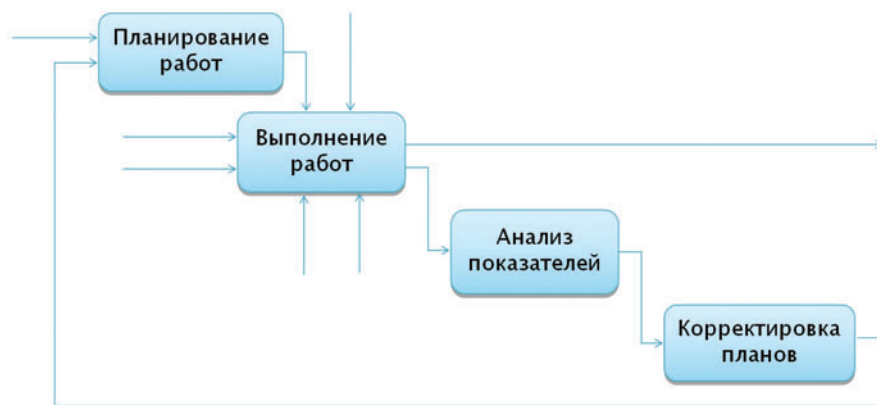 Планирование
работ
Выполнение
работ
Анализ
показателей
Корректировка
планов